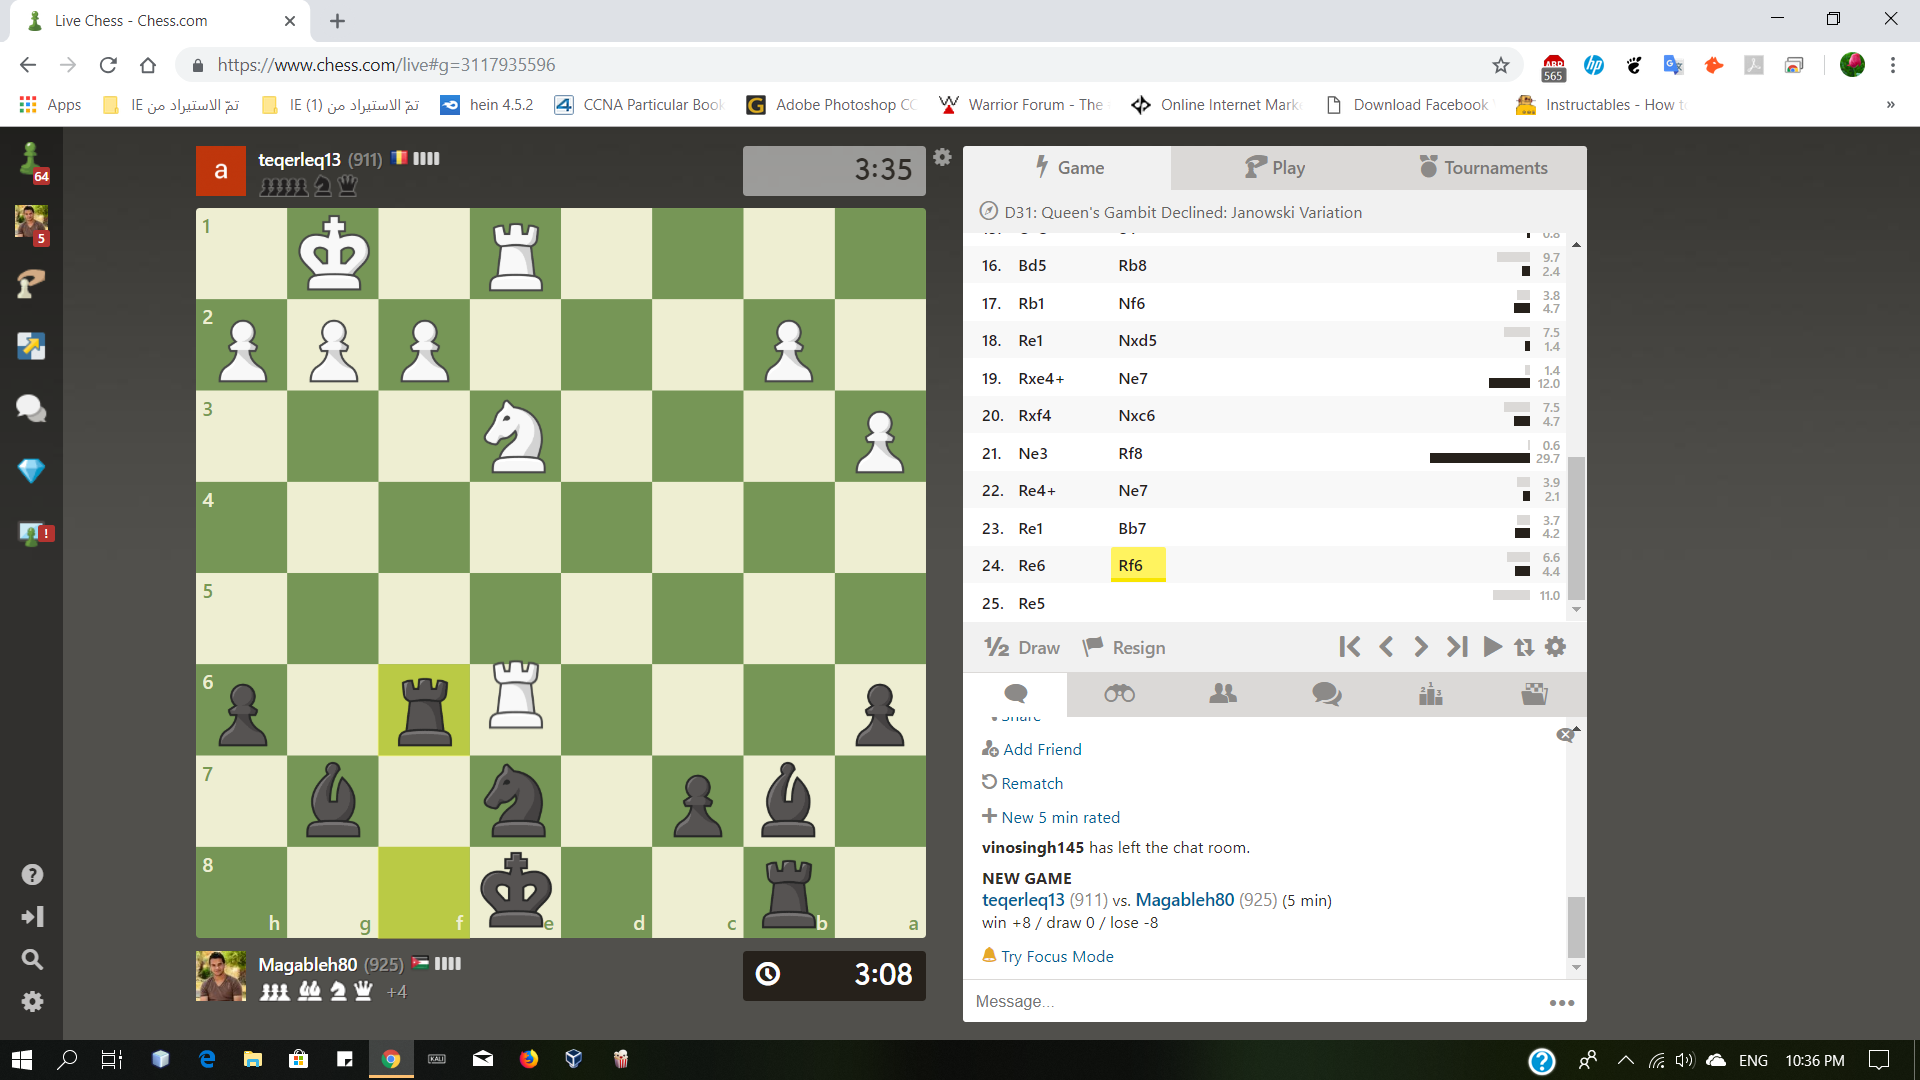 Live Chess - Chess.com
https://www.chess.com/live#g=3117935596
ABP
565
Apps
تمّ الاستيراد من IE
تمّ الاستيراد من IE (1)
hein 4.5.2
CCNA Particular Book
Adobe Photoshop CC
Warrior Forum - The
Online Internet Mark
Download Facebook
Instructables - How to
»
64
5
!
a
teqerleq13 (911)
3:35
1
2
3
4
5
6
7
8
h
g
f
e
d
c
b
a
Magableh80 (925)
+4
3:08
Game
Play
Tournaments
D31: Queen's Gambit Declined: Janowski Variation
0.8
16. Bd5 Rb8 9.7 2.4
17. Rb1 Nf6 3.8 4.7
18. Re1 Nxd5 7.5 1.4
19. Rxe4+ Ne7 1.4 12.0
20. Rxf4 Nxc6 7.5 4.7
21. Ne3 Rf8 0.6 29.7
22. Re4+ Ne7 3.9 2.1
23. Re1 Bb7 3.7 4.2
24. Re6 Rf6 6.6 4.4
25. Re5 11.0
½ Draw
Resign
Share
Add Friend
Rematch
New 5 min rated
vinosingh145 has left the chat room.
NEW GAME
teqerleq13 (911) vs. Magableh80 (925) (5 min)
win +8 / draw 0 / lose -8
Try Focus Mode
Message...
KALI
ENG
10:36 PM